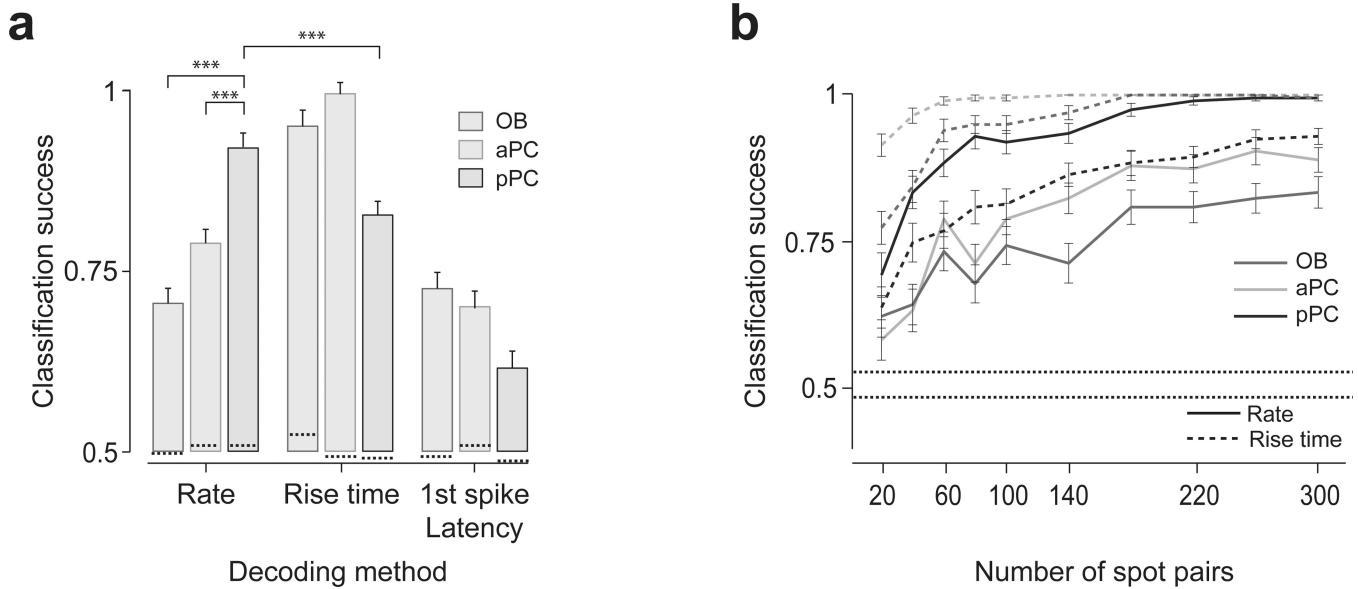 a
***
***
***
1
0.75
0.5
Classification success
OB
aPC
pPC
Rate
Rise time
1st spike
Latency
Decoding method
b
1
0.75
0.5
Classification success
OB
aPC
pPC
Rate
Rise time
20 60 100 140 220 300
Number of spot pairs